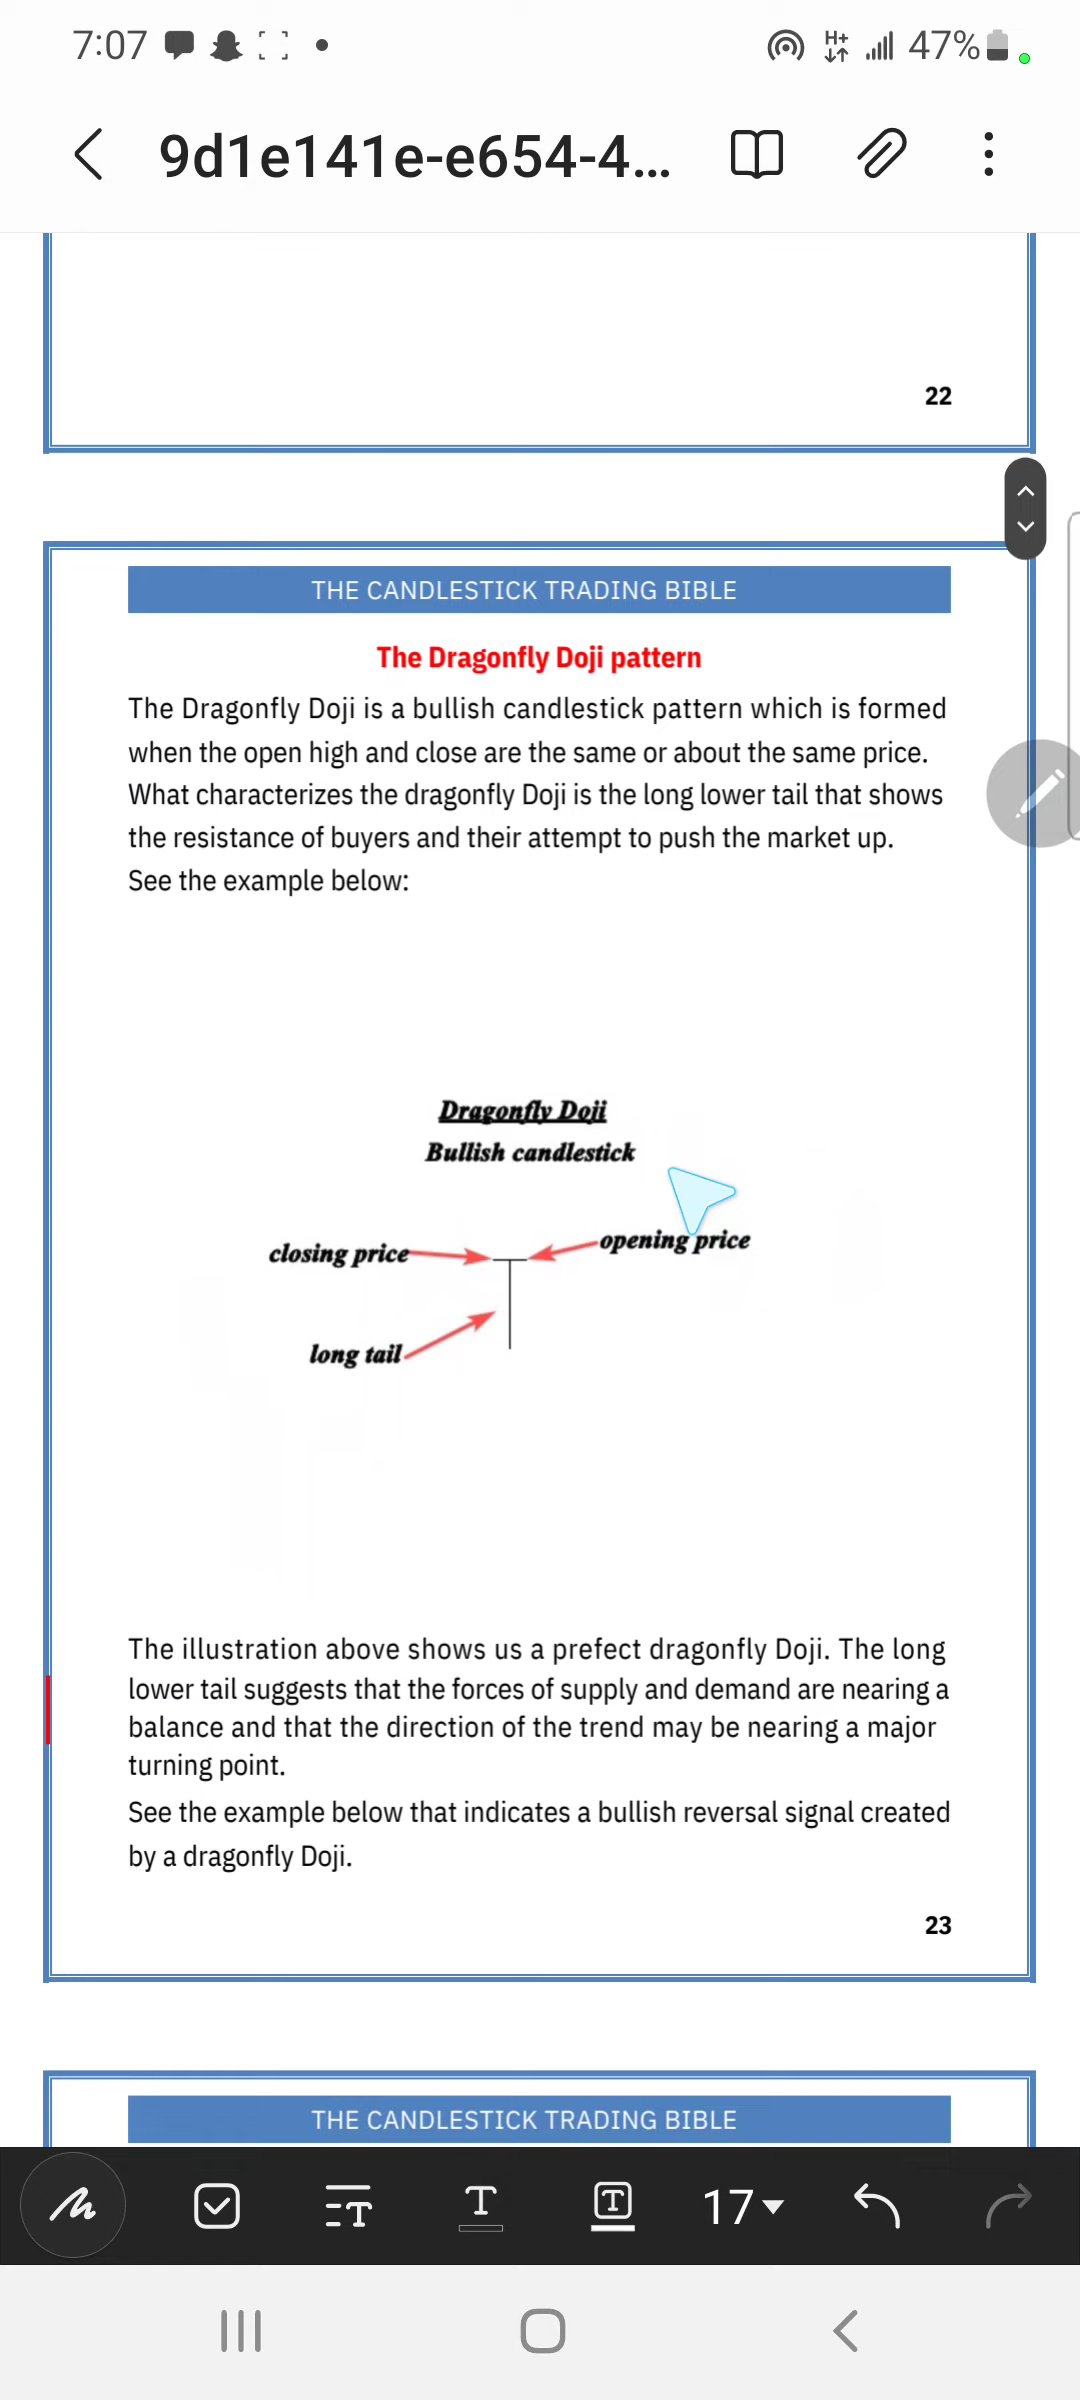 7:07
H+
47%
9d1e141e-e654-4...
22
THE CANDLESTICK TRADING BIBLE
The Dragonfly Doji pattern
The Dragonfly Doji is a bullish candlestick pattern which is formed
when the open high and close are the same or about the same price.
What characterizes the dragonfly Doji is the long lower tail that shows
the resistance of buyers and their attempt to push the market up.
See the example below:
Dragonfly Doji
Bullish candlestick
closing price
opening price
long tail
The illustration above shows us a prefect dragonfly Doji. The long
lower tail suggests that the forces of supply and demand are nearing a
balance and that the direction of the trend may be nearing a major
turning point.
See the example below that indicates a bullish reversal signal created
by a dragonfly Doji.
23
THE CANDLESTICK TRADING BIBLE
T T T 17